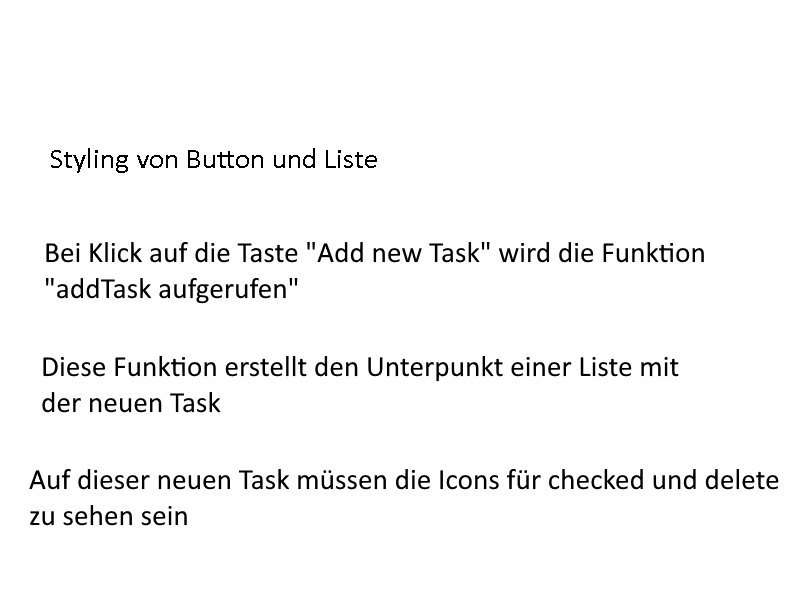 Styling von Button und Liste
Bei Klick auf die Taste "Add new Task" wird die Funktion
"addTask aufgerufen"
Diese Funktion erstellt den Unterpunkt einer Liste mit
der neuen Task
Auf dieser neuen Task müssen die Icons für checked und delete
zu sehen sein